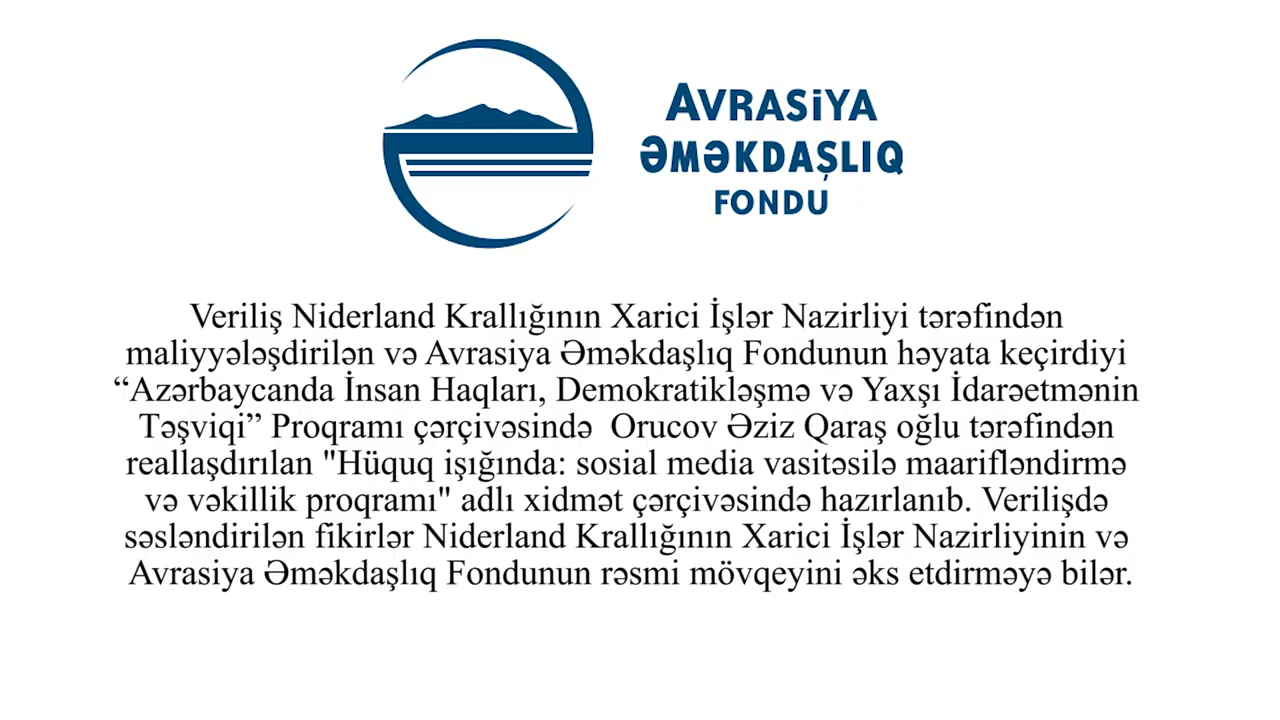 AVRASiYA
ƏMƏKDAŞLIQ
FONDU
Veriliş Niderland Krallığının Xarici İşlər Nazirliyi tərəfindən
maliyyələşdirilən və Avrasiya Əməkdaşlıq Fondunun həyata keçirdiyi
“Azərbaycanda İnsan Haqları, Demokratikləşmə və Yaxşı İdarəetmənin
Təşviqi” Proqramı çərçivəsində  Orucov Əziz Qaraş oğlu tərəfindən
reallaşdırılan "Hüquq işığında: sosial media vasitəsilə maarifləndirmə
və vəkillik proqramı" adlı xidmət çərçivəsində hazırlanıb. Verilişdə
səsləndirilən fikirlər Niderland Krallığının Xarici İşlər Nazirliyinin və
Avrasiya Əməkdaşlıq Fondunun rəsmi mövqeyini əks etdirməyə bilər.